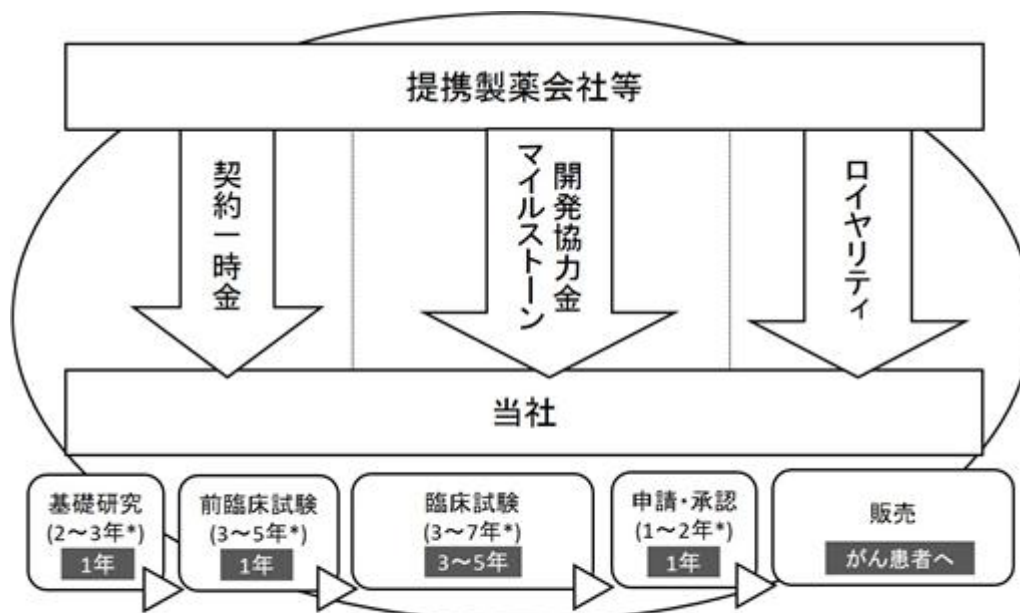 提携製薬会社等
契約一時金
開発協力金
マイルストーン
ロイヤリティ
当社
基礎研究
(2～3年*)
1年
前臨床試験
(3～5年*)
1年
臨床試験
(3～7年*)
3～5年
申請・承認
(1～2年*)
1年
販売
がん患者へ